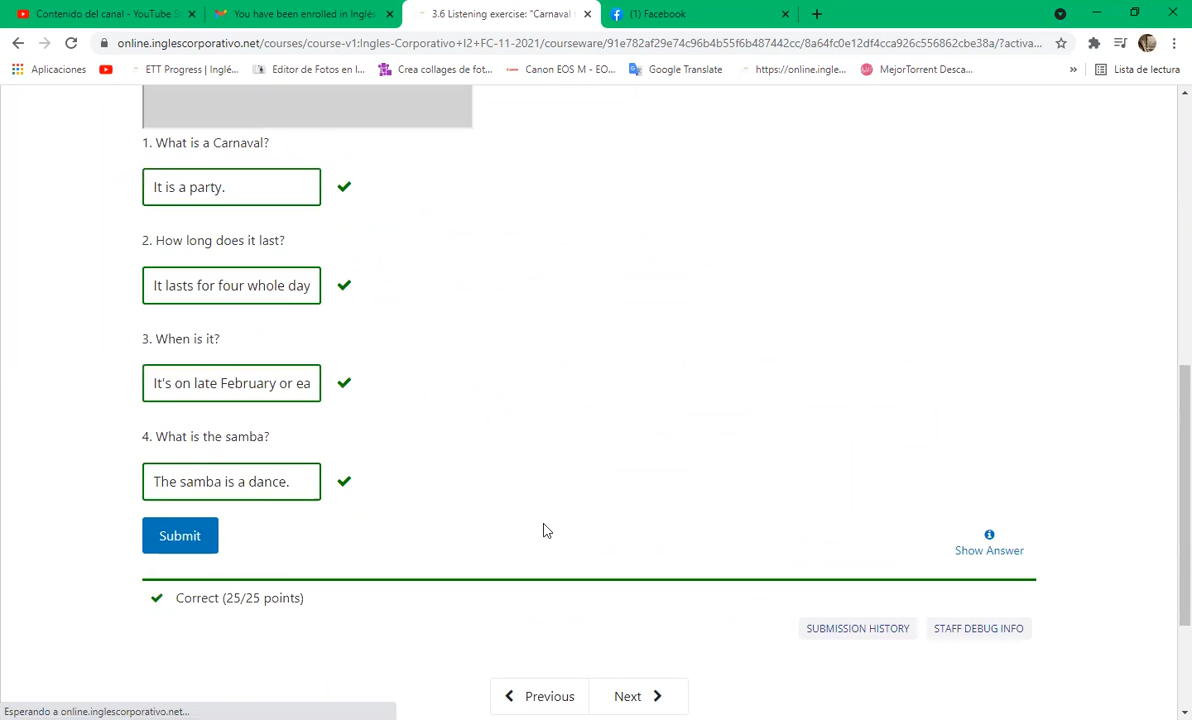 Contenido del canal - YouTube S
You have been enrolled in Inglés
3.6 Listening exercise: "Carnaval
(1) Facebook
online.inglescorporativo.net/courses/course-v1:Ingles-Corporativo+I2+FC-11-2021/courseware/91e782af29e74c96b4b55f6b487442cc/8a64fc0e12df4cca926c556862cbe38a/?activa...
Aplicaciones
ETT Progress | Inglé...
Editor de Fotos en l...
Crea collages de fot...
Canon EOS M - EO...
Google Translate
https://online.ingle...
MejorTorrent Desca...
»
Lista de lectura
1. What is a Carnaval?
It is a party.
2. How long does it last?
It lasts for four whole day
3. When is it?
It's on late February or ea
4. What is the samba?
The samba is a dance.
Submit
Show Answer
Correct (25/25 points)
SUBMISSION HISTORY
STAFF DEBUG INFO
Previous
Next
Esperando a online.inglescorporativo.net...